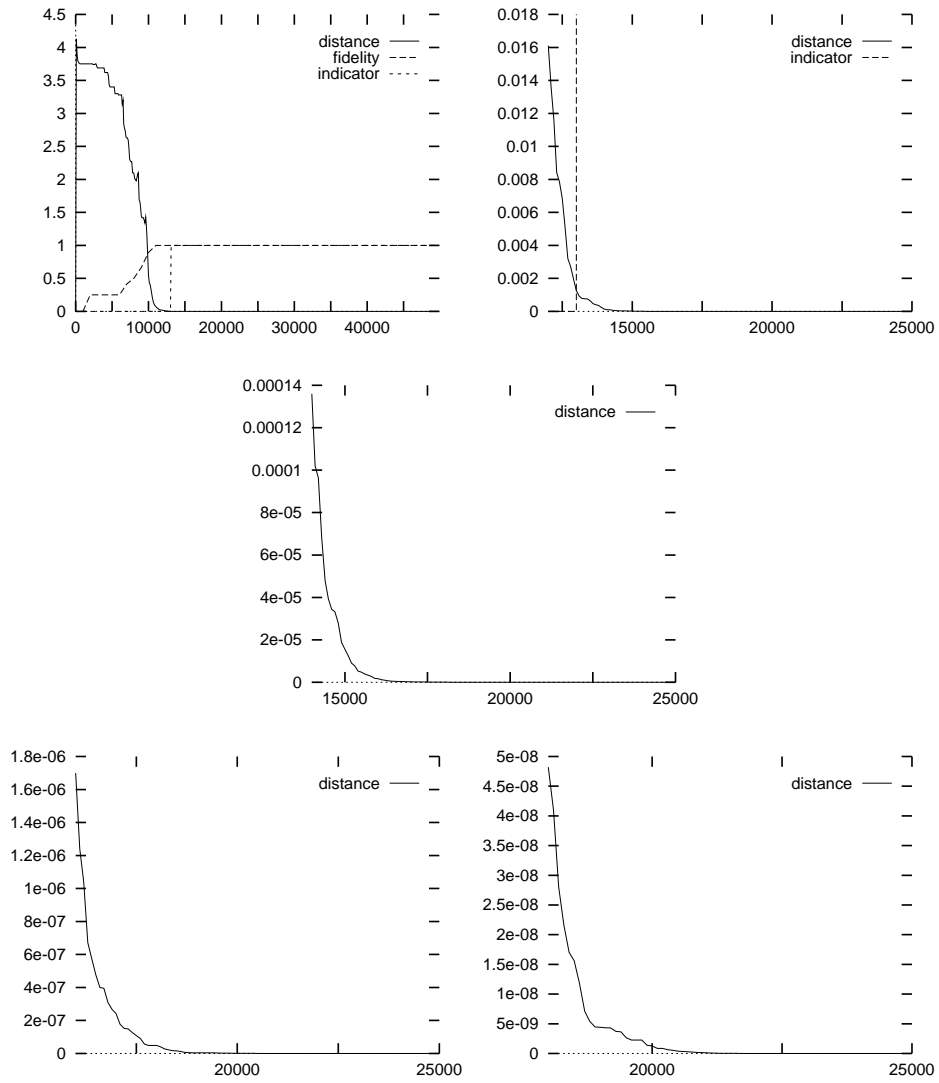 4.5
4
3.5
3
2.5
2
1.5
1
0.5
0
0 10000 20000 30000 40000
distance
fidelity
indicator
0.018
0.016
0.014
0.012
0.01
0.008
0.006
0.004
0.002
0
15000 20000 25000
distance
indicator
0.00014
0.00012
0.0001
8e-05
6e-05
4e-05
2e-05
0
15000 20000 25000
distance
1.8e-06
1.6e-06
1.4e-06
1.2e-06
1e-06
8e-07
6e-07
4e-07
2e-07
0
20000 25000
distance
5e-08
4.5e-08
4e-08
3.5e-08
3e-08
2.5e-08
2e-08
1.5e-08
1e-08
5e-09
0
20000 25000
distance